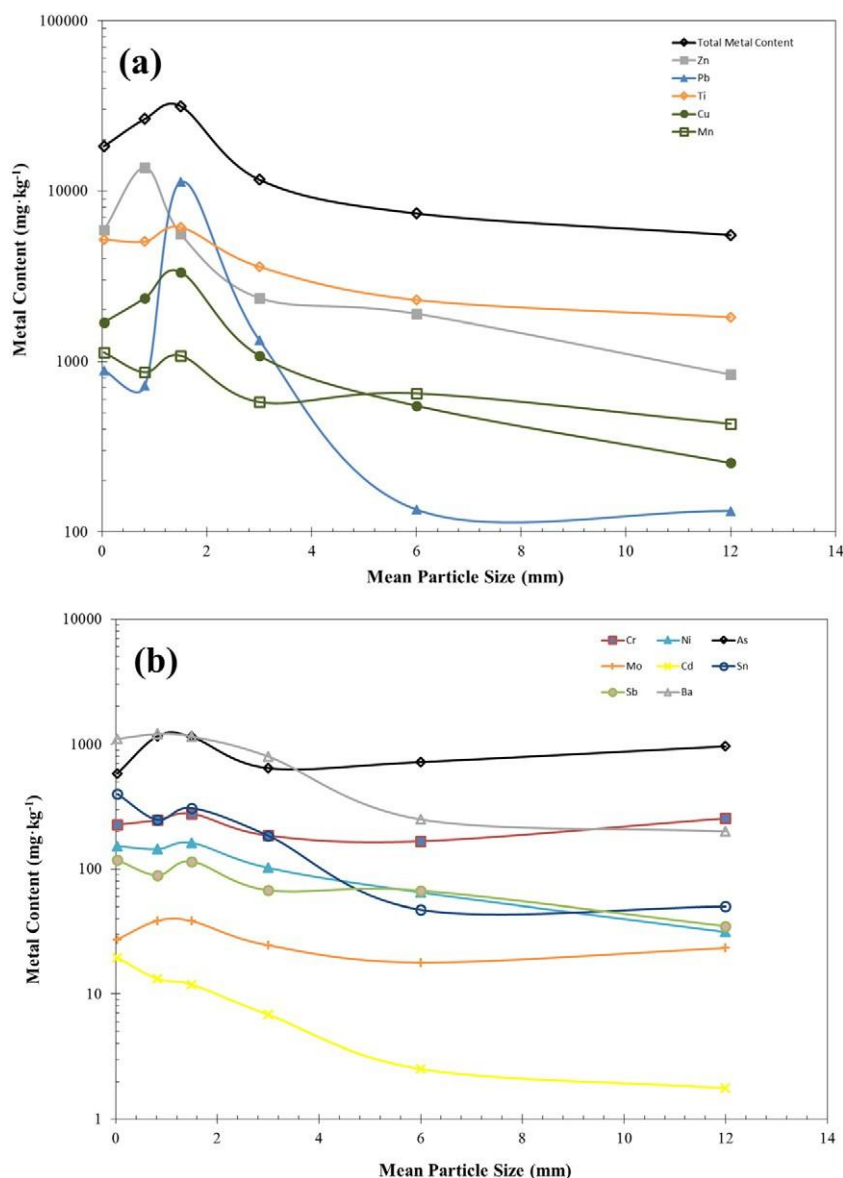 (a)
100000
10000
1000
100
Metal Content (mg·kg⁻¹)
Total Metal Content
Zn
Pb
Ti
Cu
Mn
0 2 4 6 8 10 12 14
Mean Particle Size (mm)
(b)
10000
1000
100
10
1
Metal Content (mg·kg⁻¹)
Cr Ni As
Mo Cd Sn
Sb Ba
0 2 4 6 8 10 12 14
Mean Particle Size (mm)